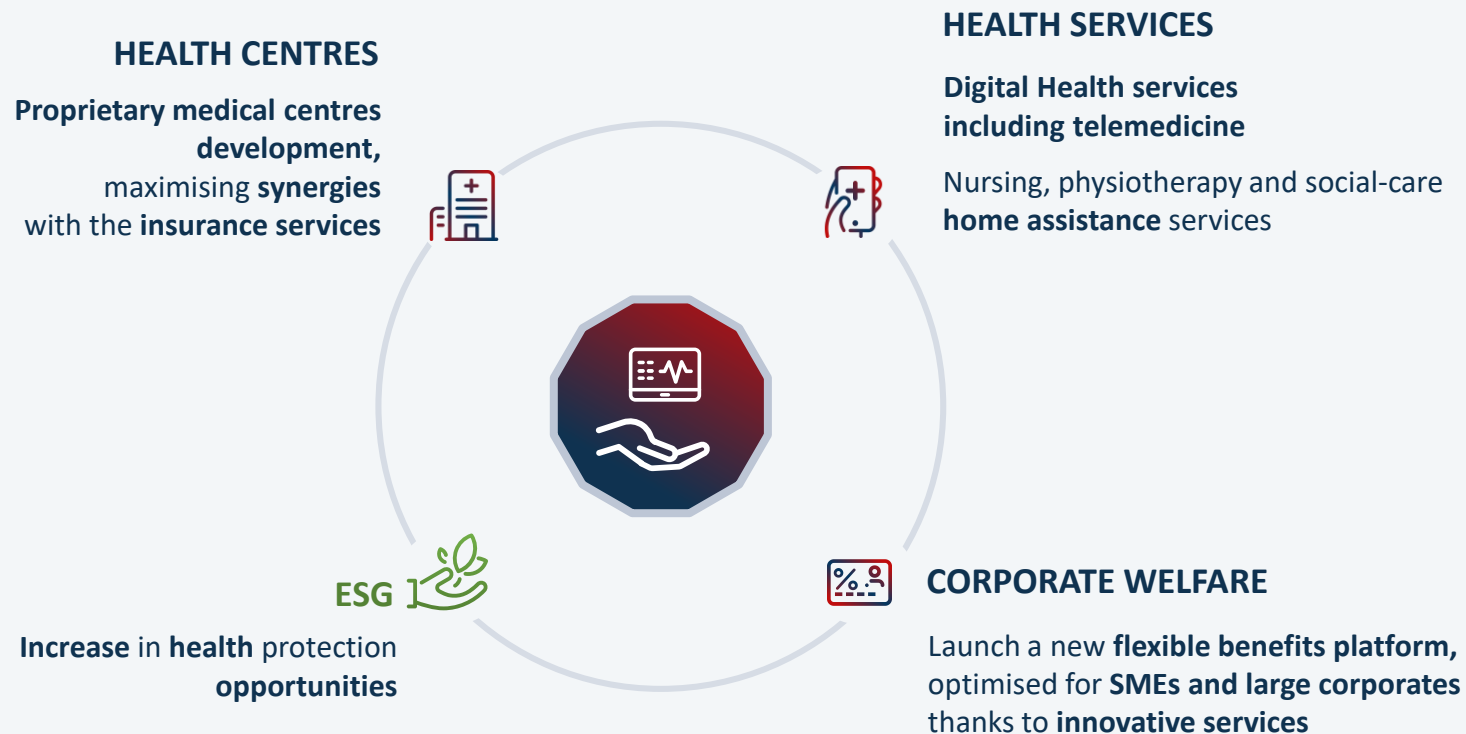 HEALTH CENTRES
Proprietary medical centres
development,
maximising synergies
with the insurance services
HEALTH SERVICES
Digital Health services
including telemedicine
Nursing, physiotherapy and social-care
home assistance services
ESG
Increase in health protection
opportunities
CORPORATE WELFARE
Launch a new flexible benefits platform,
optimised for SMEs and large corporates
thanks to innovative services